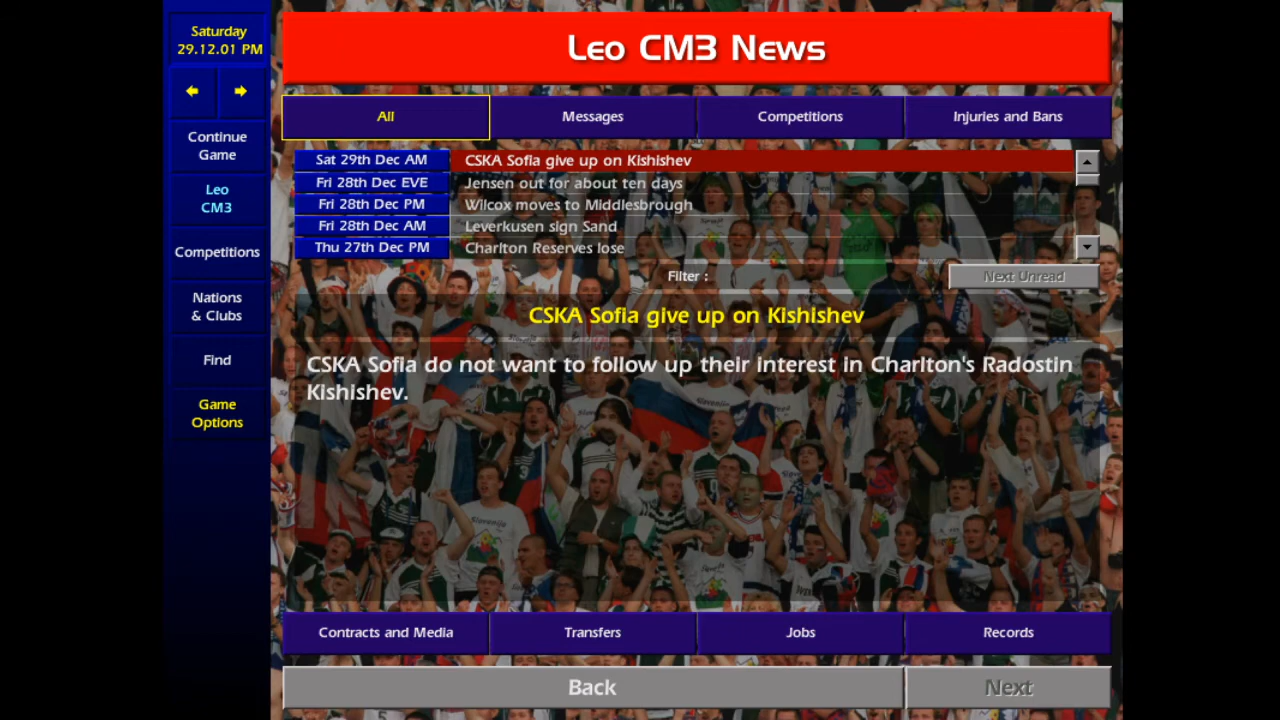 Saturday
29.12.01 PM
Continue
Game
Leo
CM3
Competitions
Nations
& Clubs
Find
Game
Options
Leo CM3 News
All Messages Competitions Injuries and Bans
Sat 29th Dec AM CSKA Sofia give up on Kishishev
Fri 28th Dec EVE Jensen out for about ten days
Fri 28th Dec PM Wilcox moves to Middlesbrough
Fri 28th Dec AM Leverkusen sign Sand
Thu 27th Dec PM Charlton Reserves lose
Filter : Next Unread
CSKA Sofia give up on Kishishev
CSKA Sofia do not want to follow up their interest in Charlton's Radostin
Kishishev.
Slovenija
Contracts and Media Transfers Jobs Records
Back Next